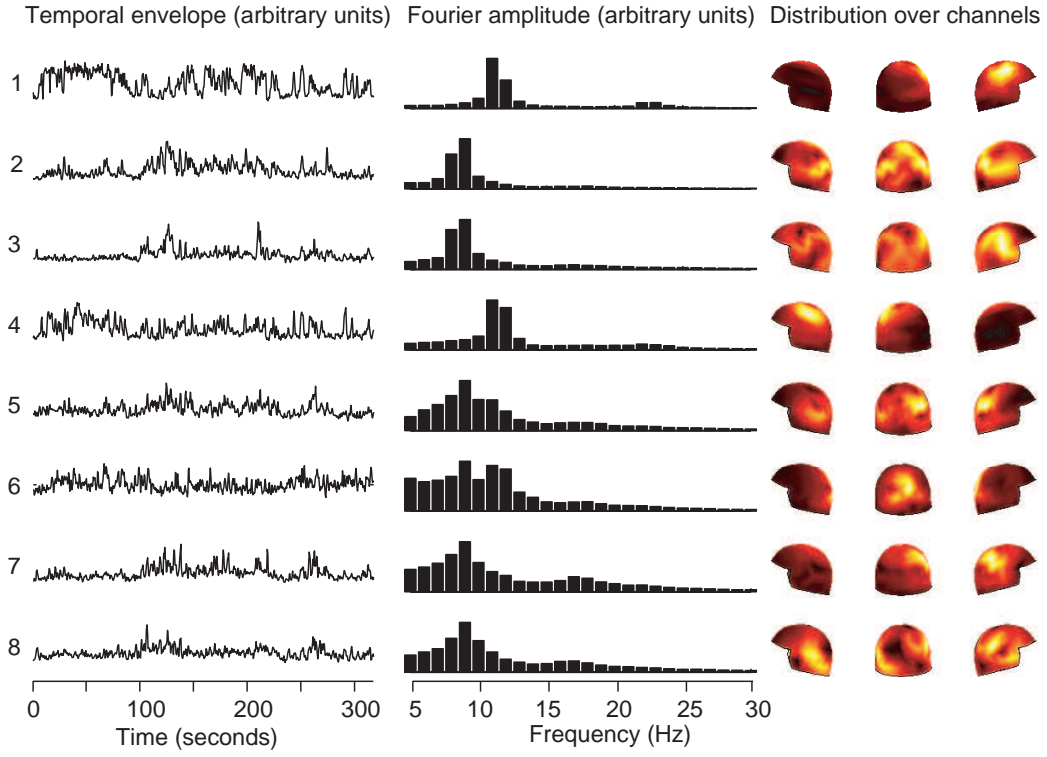 Temporal envelope (arbitrary units) Fourier amplitude (arbitrary units) Distribution over channels
1
2
3
4
5
6
7
8
0 100 200 300 5 10 15 20 25 30
Time (seconds) Frequency (Hz)